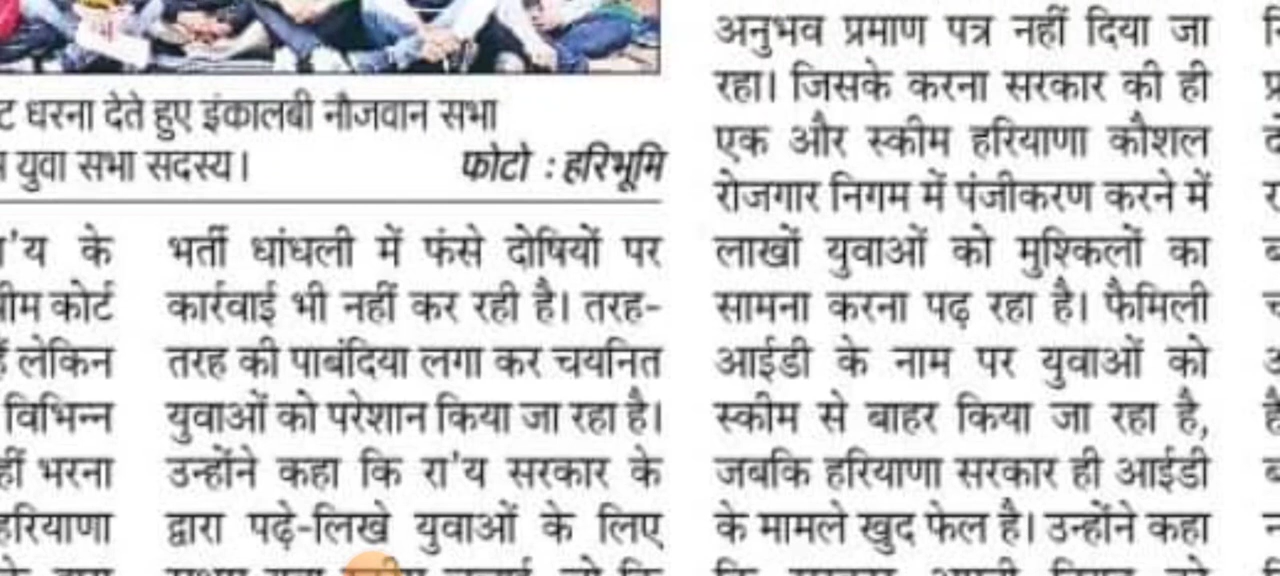 धरना देते हुए इंकालबी नौजवान सभा
युवा सभा सदस्य।
फोटो : हरिभूमि
के
कोर्ट
लेकिन
विभिन्न
भरना
हरियाणा
भर्ती धांधली में फंसे दोषियों पर
कार्रवाई भी नहीं कर रही है। तरह-
तरह की पाबंदिया लगा कर चयनित
युवाओं को परेशान किया जा रहा है।
उन्होंने कहा कि रा'य सरकार के
द्वारा पढ़े-लिखे युवाओं के लिए
अनुभव प्रमाण पत्र नहीं दिया जा
रहा। जिसके करना सरकार की ही
एक और स्कीम हरियाणा कौशल
रोजगार निगम में पंजीकरण करने में
लाखों युवाओं को मुश्किलों का
सामना करना पढ़ रहा है। फैमिली
आईडी के नाम पर युवाओं को
स्कीम से बाहर किया जा रहा है,
जबकि हरियाणा सरकार ही आईडी
के मामले खुद फेल है। उन्होंने कहा